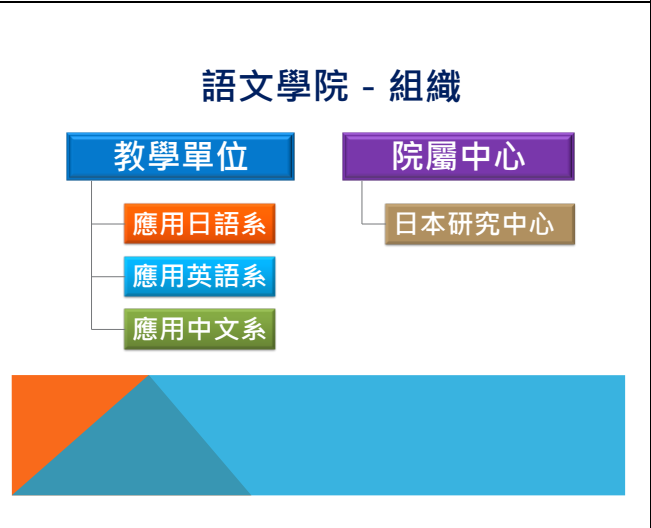 語文學院 - 組織
教學單位
應用日語系
應用英語系
應用中文系
院屬中心
日本研究中心